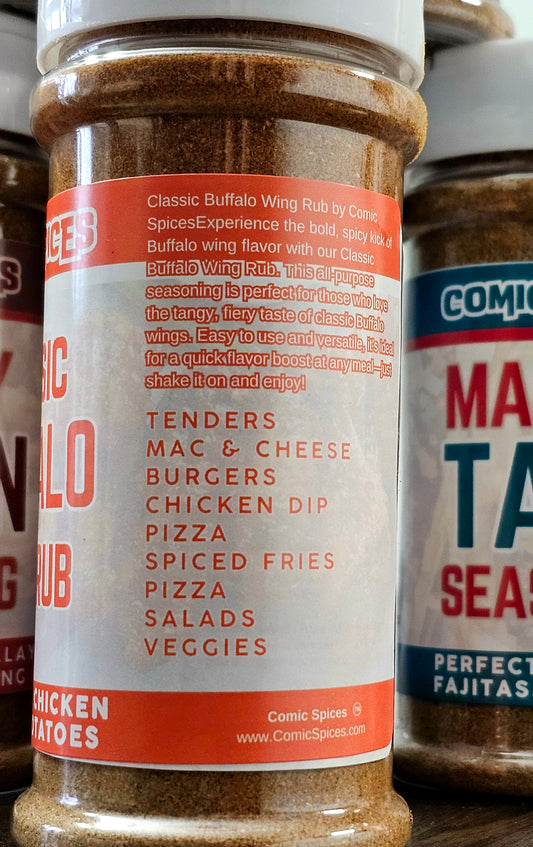 Classic Buffalo Wing Rub by Comic
SpicesExperience the bold, spicy kick of
Buffalo wing flavor with our Classic
Buffalo Wing Rub. This all-purpose
seasoning is perfect for those who love
the tangy, fiery taste of classic Buffalo
wings. Easy to use and versatile, it's ideal
for a quick flavor boost at any meal—just
shake it on and enjoy!
TENDERS
MAC & CHEESE
BURGERS
CHICKEN DIP
PIZZA
SPICED FRIES
PIZZA
SALADS
VEGGIES
Comic Spices ™
www.ComicSpices.com
ICES
SIC
ALO
RUB
CHICKEN
TATOES
S
Y
N
G
LAY
NG
COMIC
MA
TA
SEAS
PERFECT
FAJITAS